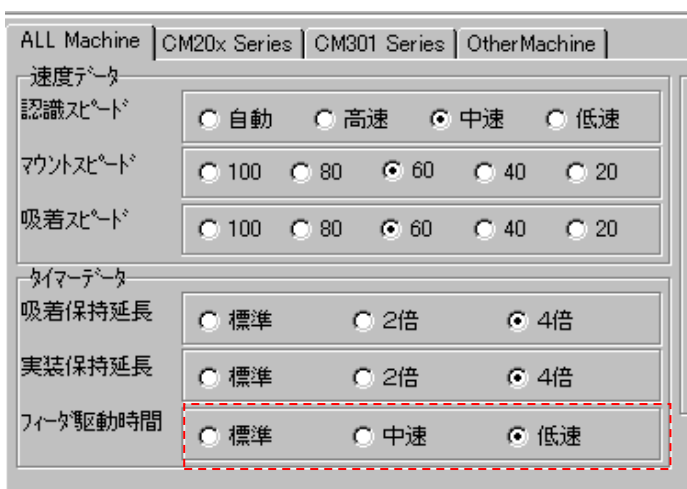 ALL Machine CM20x Series CM301 Series OtherMachine
速度ﾃﾞｰﾀ
認識ｽﾋﾟｰﾄﾞ 自動 高速 中速 低速
ﾏｳﾝﾄｽﾋﾟｰﾄﾞ 100 80 60 40 20
吸着ｽﾋﾟｰﾄﾞ 100 80 60 40 20
ﾀｲﾏｰﾃﾞｰﾀ
吸着保持延長 標準 2倍 4倍
実装保持延長 標準 2倍 4倍
ﾌｨｰﾀﾞ駆動時間 標準 中速 低速